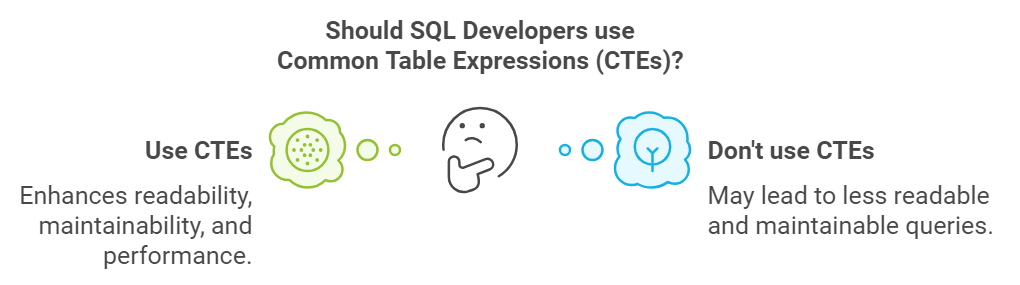 Should SQL Developers use
Common Table Expressions (CTEs)?
Use CTEs
Enhances readability,
maintainability, and
performance.
Don't use CTEs
May lead to less readable
and maintainable queries.